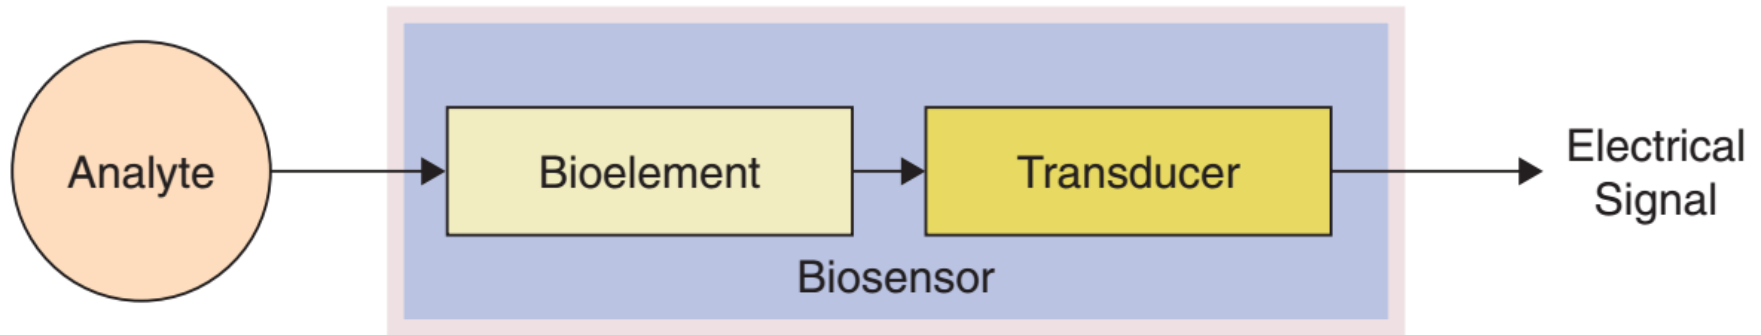 Analyte
Bioelement
Transducer
Electrical
Signal
Biosensor